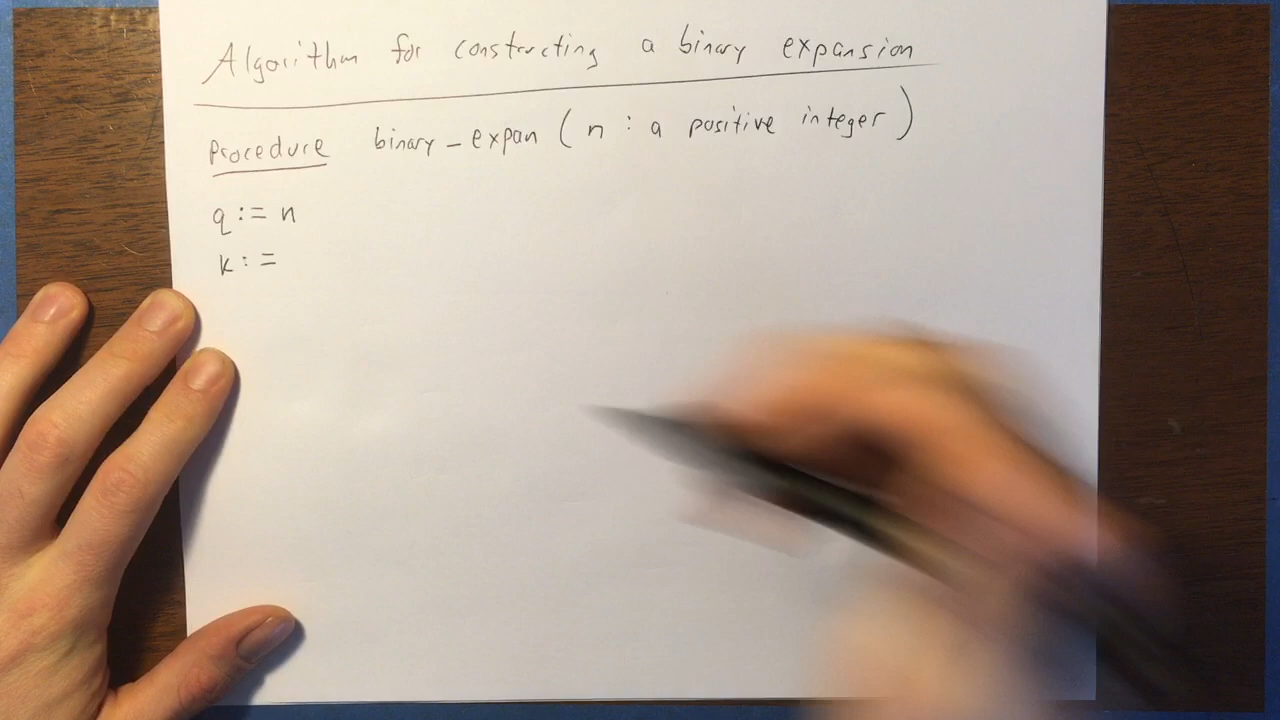 Algorithm for constructing a binary expansion
Procedure binary-expan (n : a positive integer)
q := n
k :=